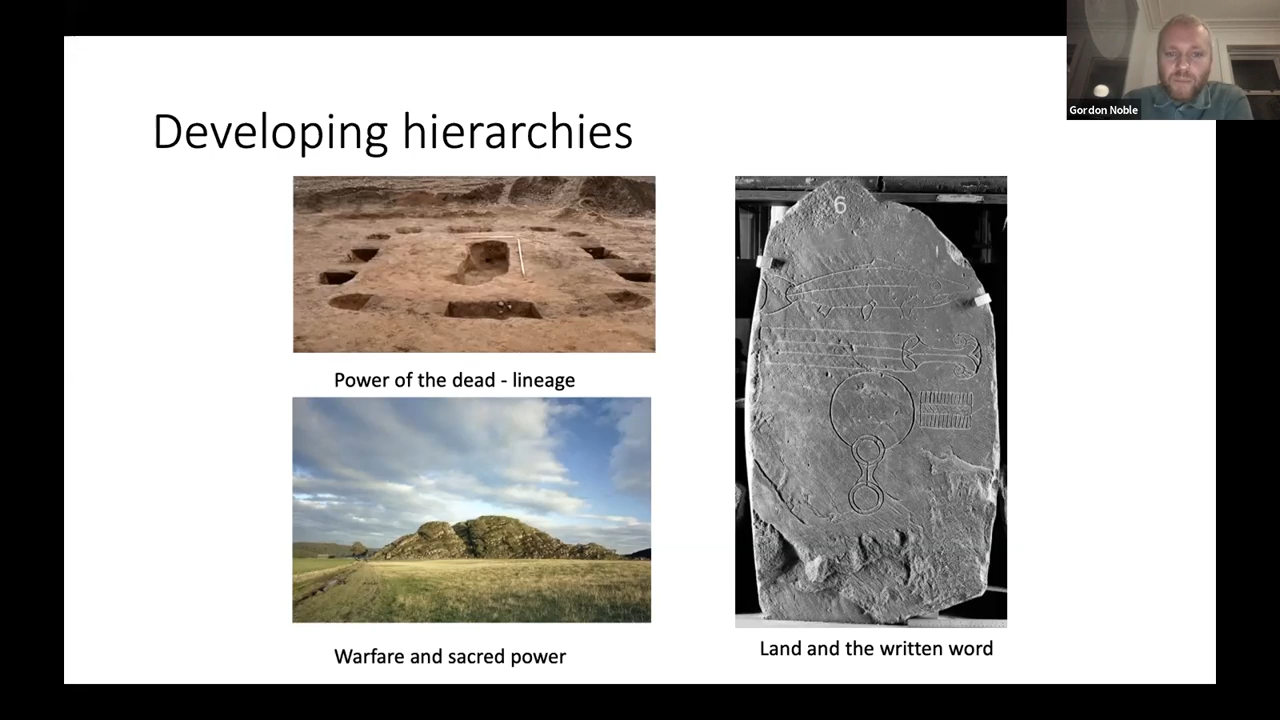 Gordon Noble
Developing hierarchies
6
Power of the dead - lineage
Warfare and sacred power
Land and the written word